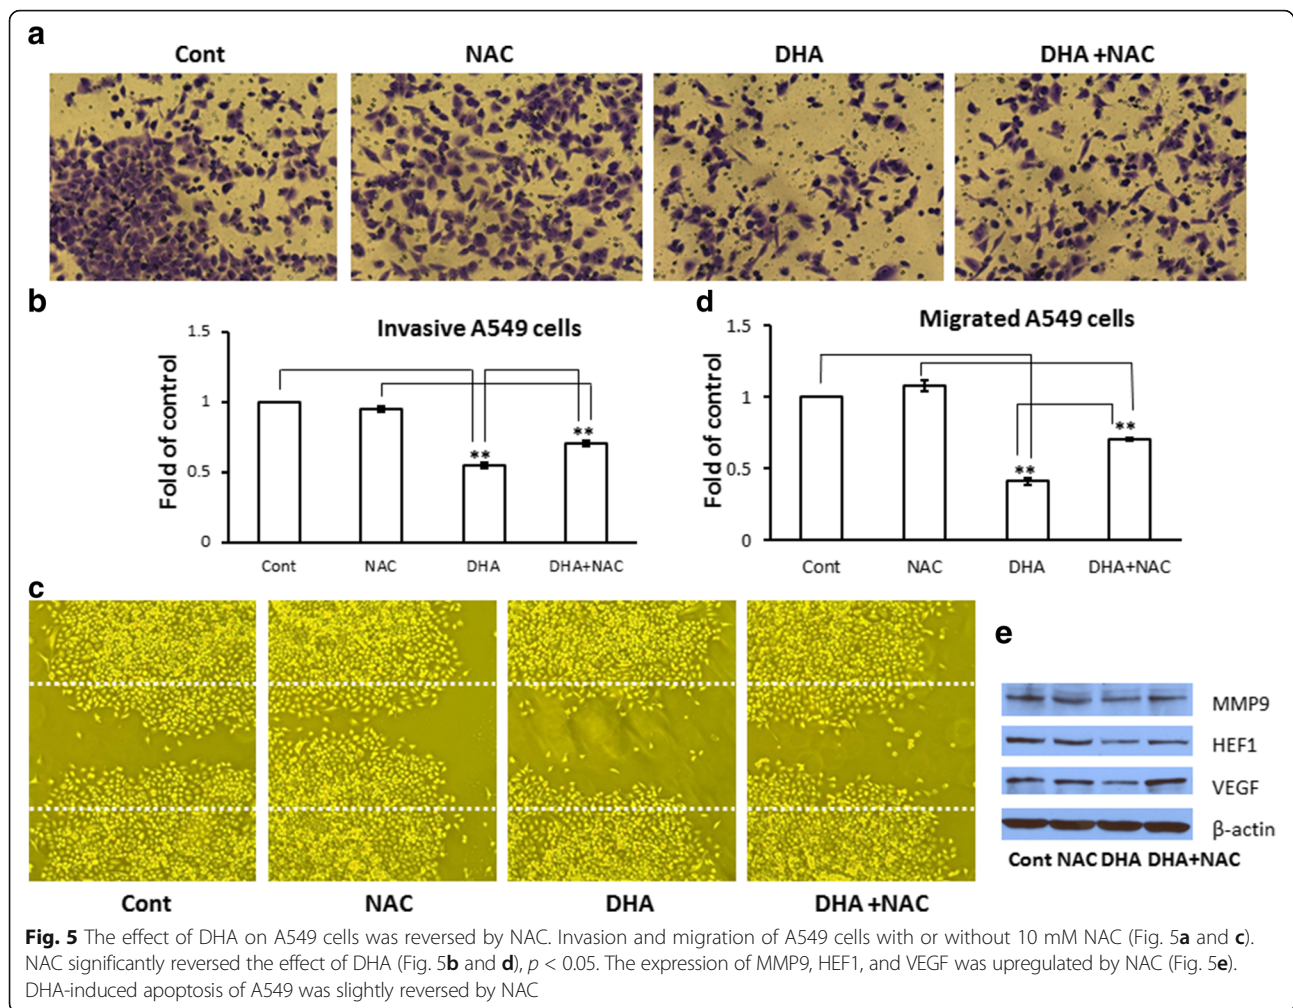 a
Cont NAC DHA DHA +NAC
b
Invasive A549 cells
Fold of control
1.5
1
0.5
0
Cont NAC DHA DHA+NAC
**
**
d
Migrated A549 cells
Fold of control
1.5
1
0.5
0
Cont NAC DHA DHA+NAC
**
**
c
Cont NAC DHA DHA +NAC
e
MMP9
HEF1
VEGF
β-actin
Cont NAC DHA DHA+NAC
Fig. 5 The effect of DHA on A549 cells was reversed by NAC. Invasion and migration of A549 cells with or without 10 mM NAC (Fig. 5a and c).
NAC significantly reversed the effect of DHA (Fig. 5b and d), p < 0.05. The expression of MMP9, HEF1, and VEGF was upregulated by NAC (Fig. 5e).
DHA-induced apoptosis of A549 was slightly reversed by NAC